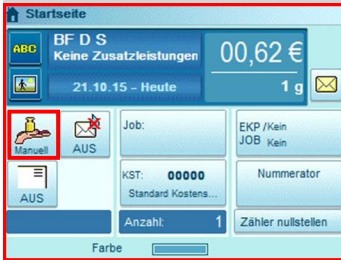 Startseite
ABC
BF D S
Keine Zusatzleistungen
00,62 €
21.10.15 – Heute
1 g
Manuell
AUS
Job:
EKP / Kein
JOB Kein
AUS
KST: 00000
Standard Kostens...
Nummerator
Anzahl: 1
Zähler nullstellen
Farbe